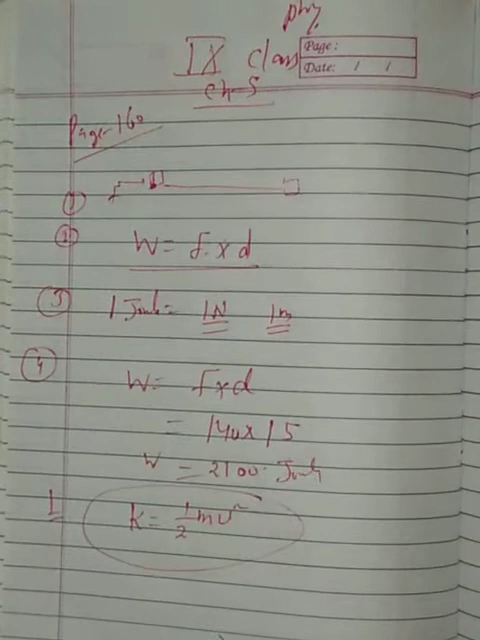 phy
IX class
Page:
Date: / /
Ch-5
Page-160
①
②
W = f x d
③ 1 Joule = 1N 1m
④
W = f x d
= 140 x 15
W = 2100 Joule
1
K = 1/2 mv²